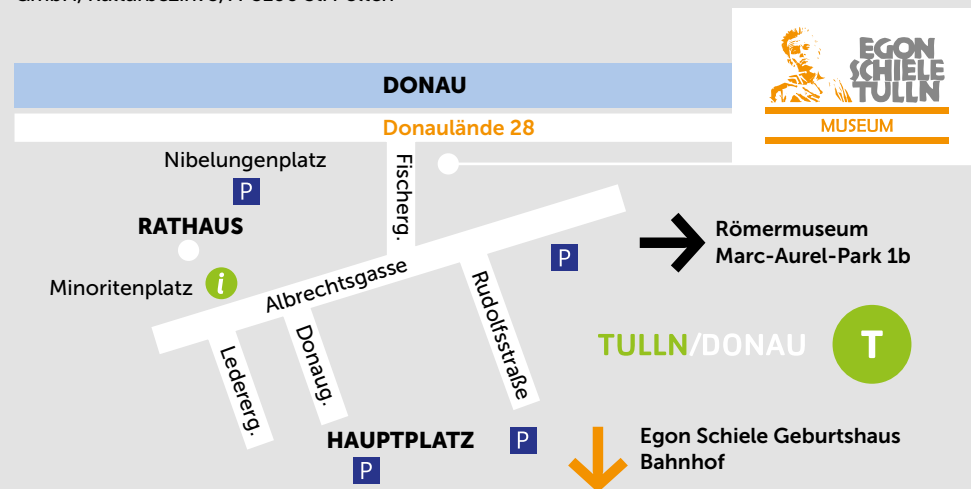 DONAU
EGON
SCHIELE
TULLN
MUSEUM
Donaulände 28
Nibelungenplatz
P
Fischerg.
RATHAUS
Römermuseum
Marc-Aurel-Park 1b
P
Minoritenplatz
i
Albrechtsgasse
Rudolfsstraße
TULLN/DONAU
T
Ledererg.
Donaug.
HAUPTPLATZ
P
P
Egon Schiele Geburtshaus
Bahnhof